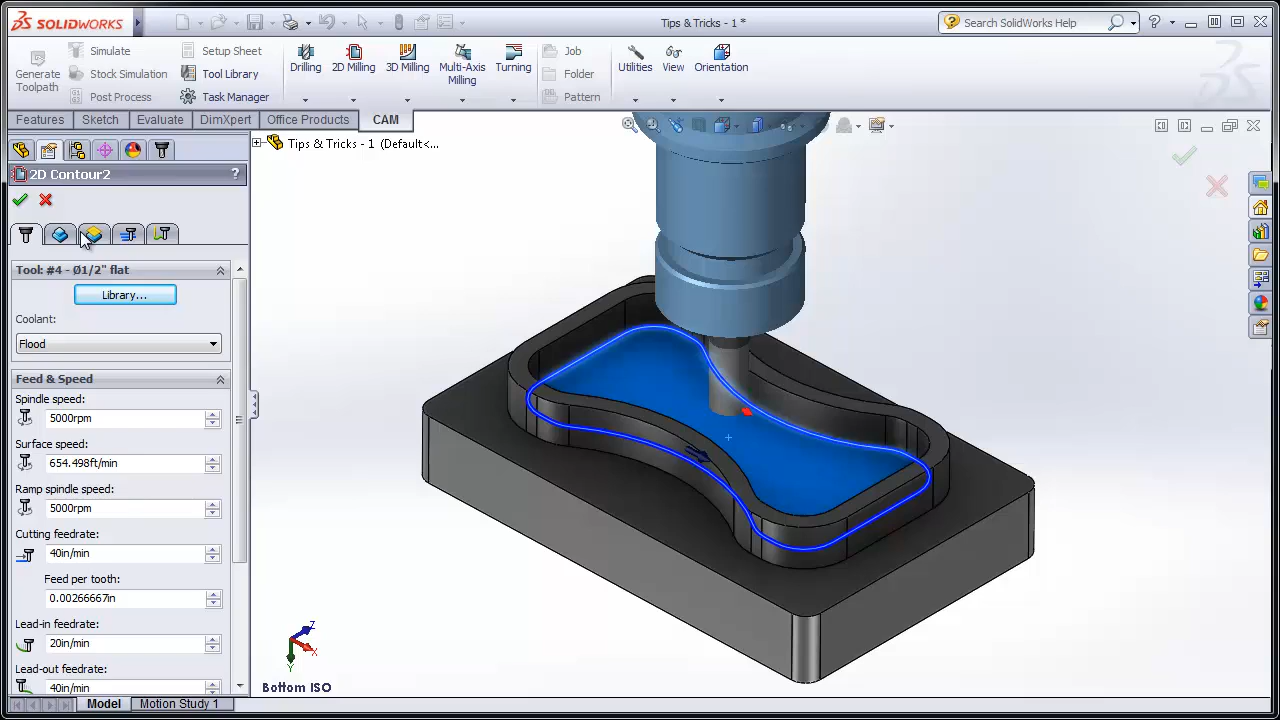 SOLIDWORKS
Tips & Tricks - 1 *
Search SolidWorks Help
?
Generate Toolpath
Simulate
Stock Simulation
Post Process
Setup Sheet
Tool Library
Task Manager
Drilling
2D Milling
3D Milling
Multi-Axis Milling
Turning
Job
Folder
Pattern
Utilities
View
Orientation
Features
Sketch
Evaluate
DimXpert
Office Products
CAM
Tips & Tricks - 1 (Default<...
2D Contour2
?
Tool: #4 - Ø1/2" flat
Library...
Coolant:
Flood
Feed & Speed
Spindle speed:
5000rpm
Surface speed:
654.498ft/min
Ramp spindle speed:
5000rpm
Cutting feedrate:
40in/min
Feed per tooth:
0.00266667in
Lead-in feedrate:
20in/min
Lead-out feedrate:
40in/min
Z
X
Y
Bottom ISO
Model
Motion Study 1